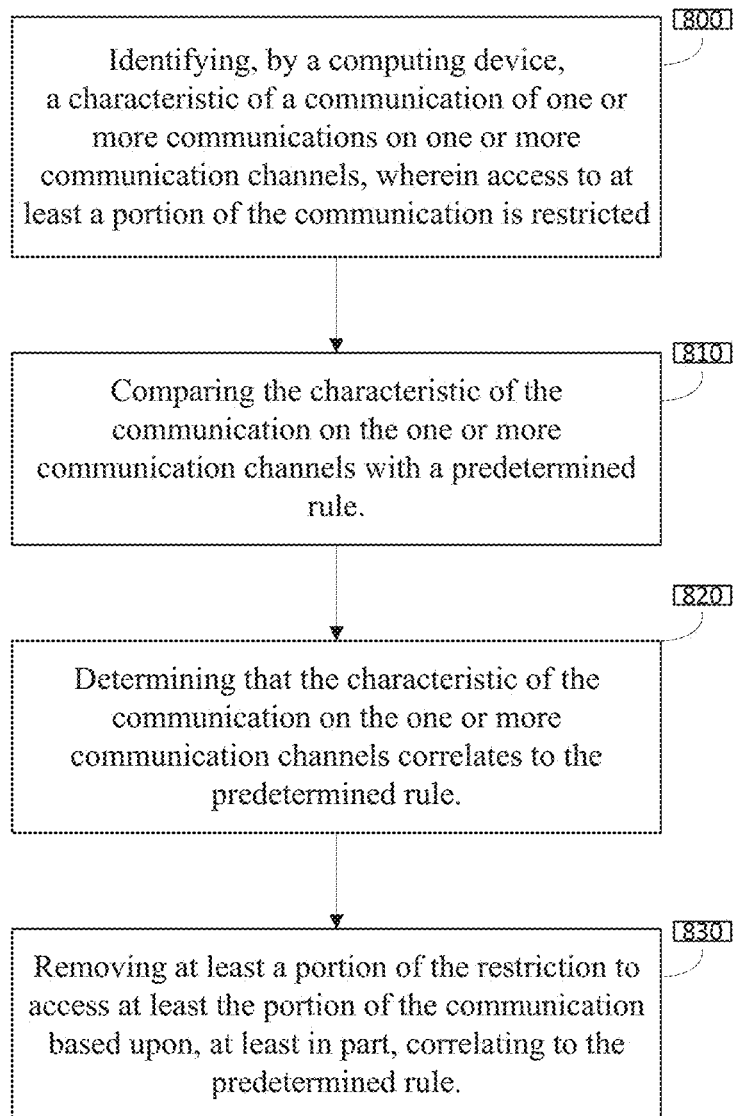 800
Identifying, by a computing device,
a characteristic of a communication of one or
more communications on one or more
communication channels, wherein access to at
least a portion of the communication is restricted
810
Comparing the characteristic of the
communication on the one or more
communication channels with a predetermined
rule.
820
Determining that the characteristic of the
communication on the one or more
communication channels correlates to the
predetermined rule.
830
Removing at least a portion of the restriction to
access at least the portion of the communication
based upon, at least in part, correlating to the
predetermined rule.